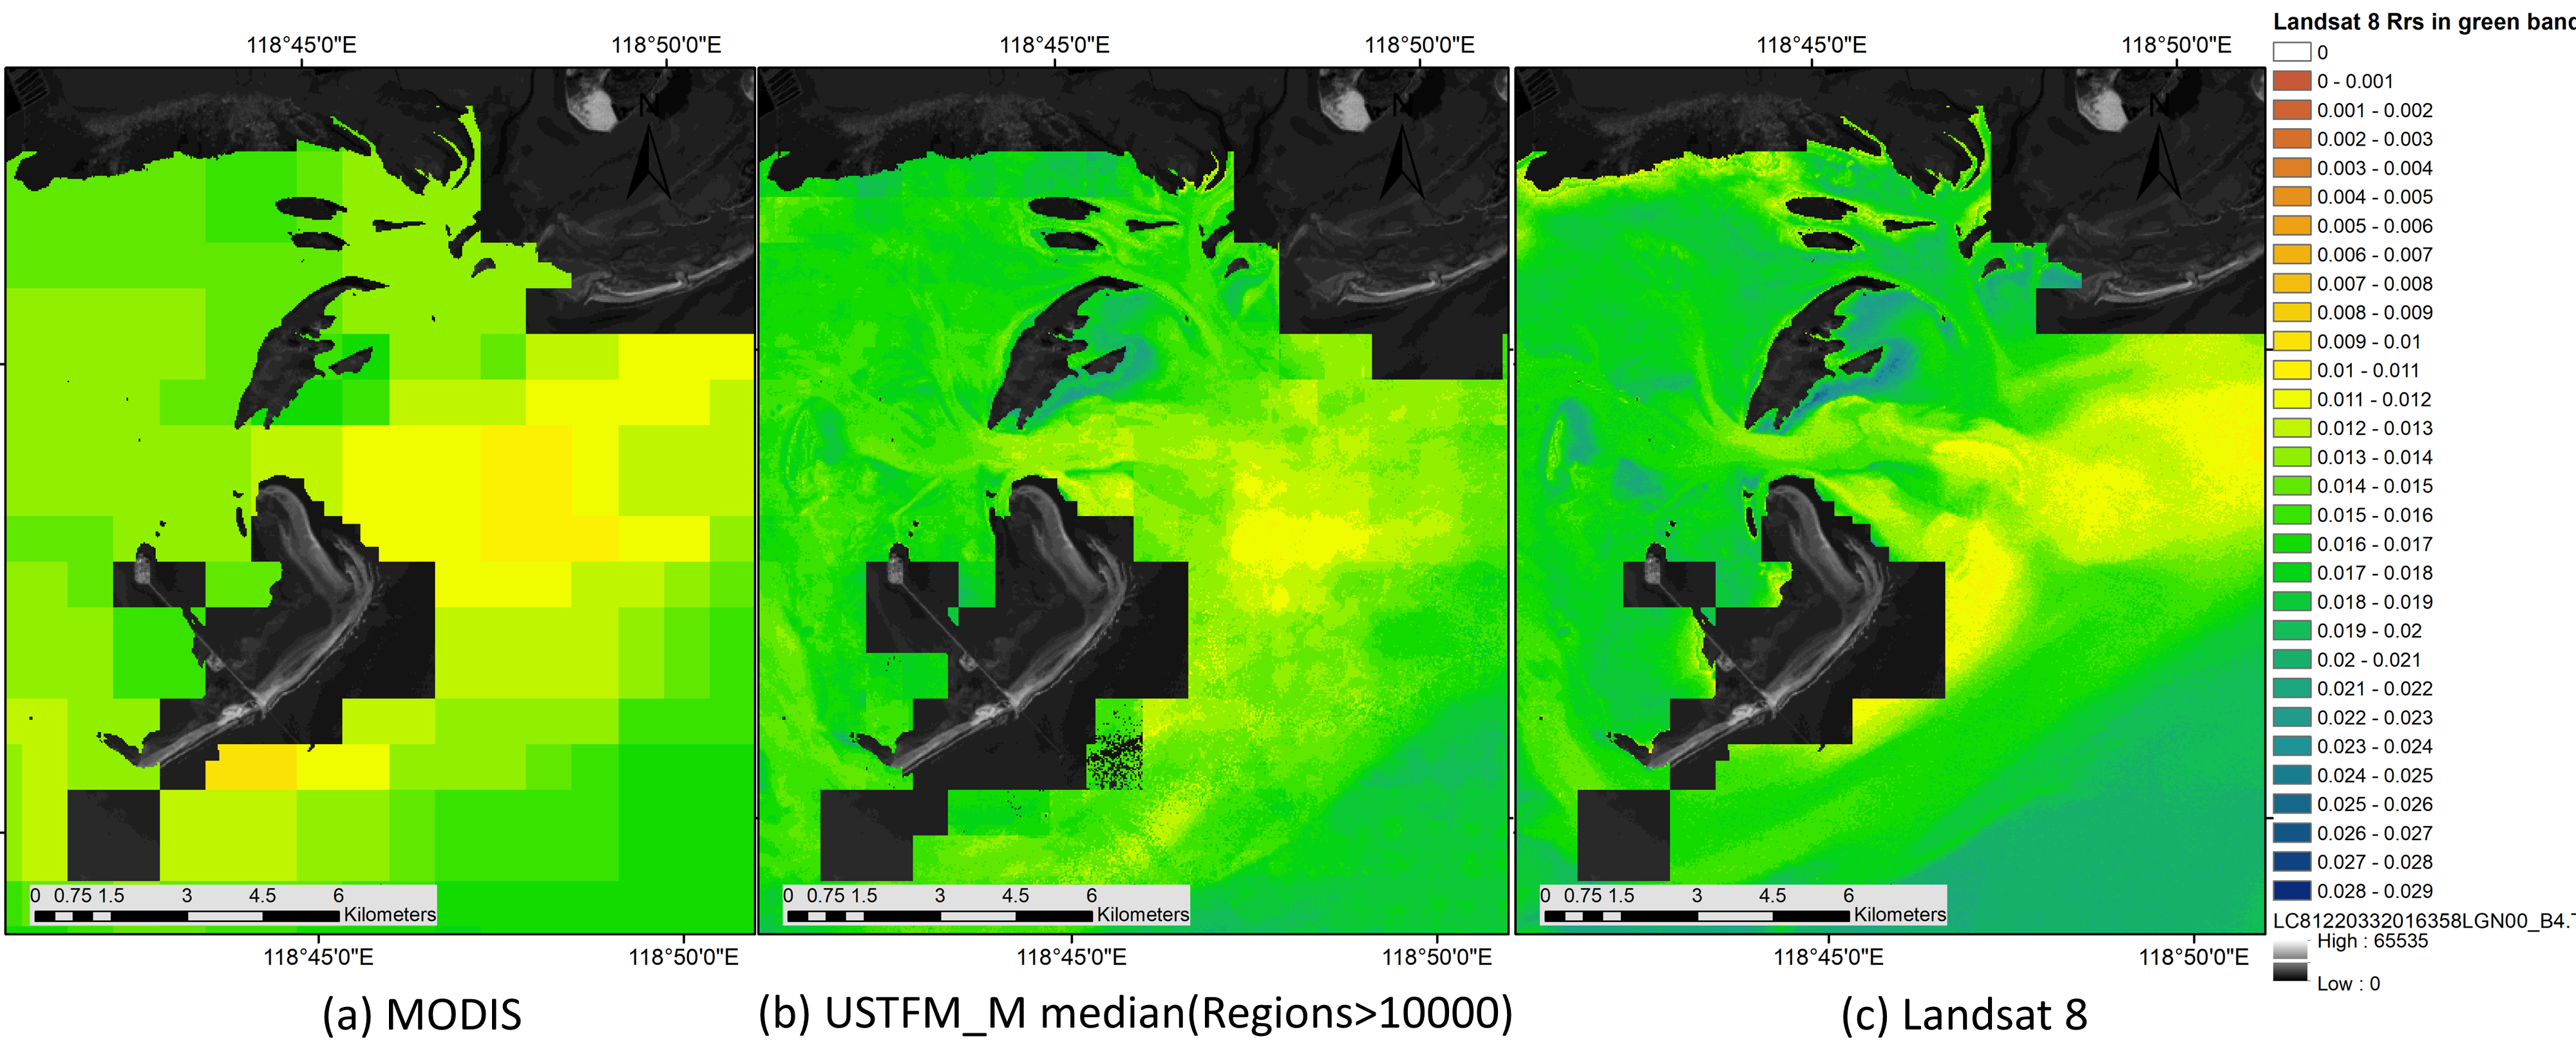 118°45'0"E 118°50'0"E 118°45'0"E 118°50'0"E 118°45'0"E 118°50'0"E
N N N
0 0.75 1.5 3 4.5 6
Kilometers
0 0.75 1.5 3 4.5 6
Kilometers
0 0.75 1.5 3 4.5 6
Kilometers
118°45'0"E 118°50'0"E 118°45'0"E 118°50'0"E 118°45'0"E 118°50'0"E
(a) MODIS
(b) USTFM_M median(Regions>10000)
(c) Landsat 8
Landsat 8 Rrs in green band
0
0 - 0.001
0.001 - 0.002
0.002 - 0.003
0.003 - 0.004
0.004 - 0.005
0.005 - 0.006
0.006 - 0.007
0.007 - 0.008
0.008 - 0.009
0.009 - 0.01
0.01 - 0.011
0.011 - 0.012
0.012 - 0.013
0.013 - 0.014
0.014 - 0.015
0.015 - 0.016
0.016 - 0.017
0.017 - 0.018
0.018 - 0.019
0.019 - 0.02
0.02 - 0.021
0.021 - 0.022
0.022 - 0.023
0.023 - 0.024
0.024 - 0.025
0.025 - 0.026
0.026 - 0.027
0.027 - 0.028
0.028 - 0.029
LC81220332016358LGN00_B4.T
High : 65535
Low : 0